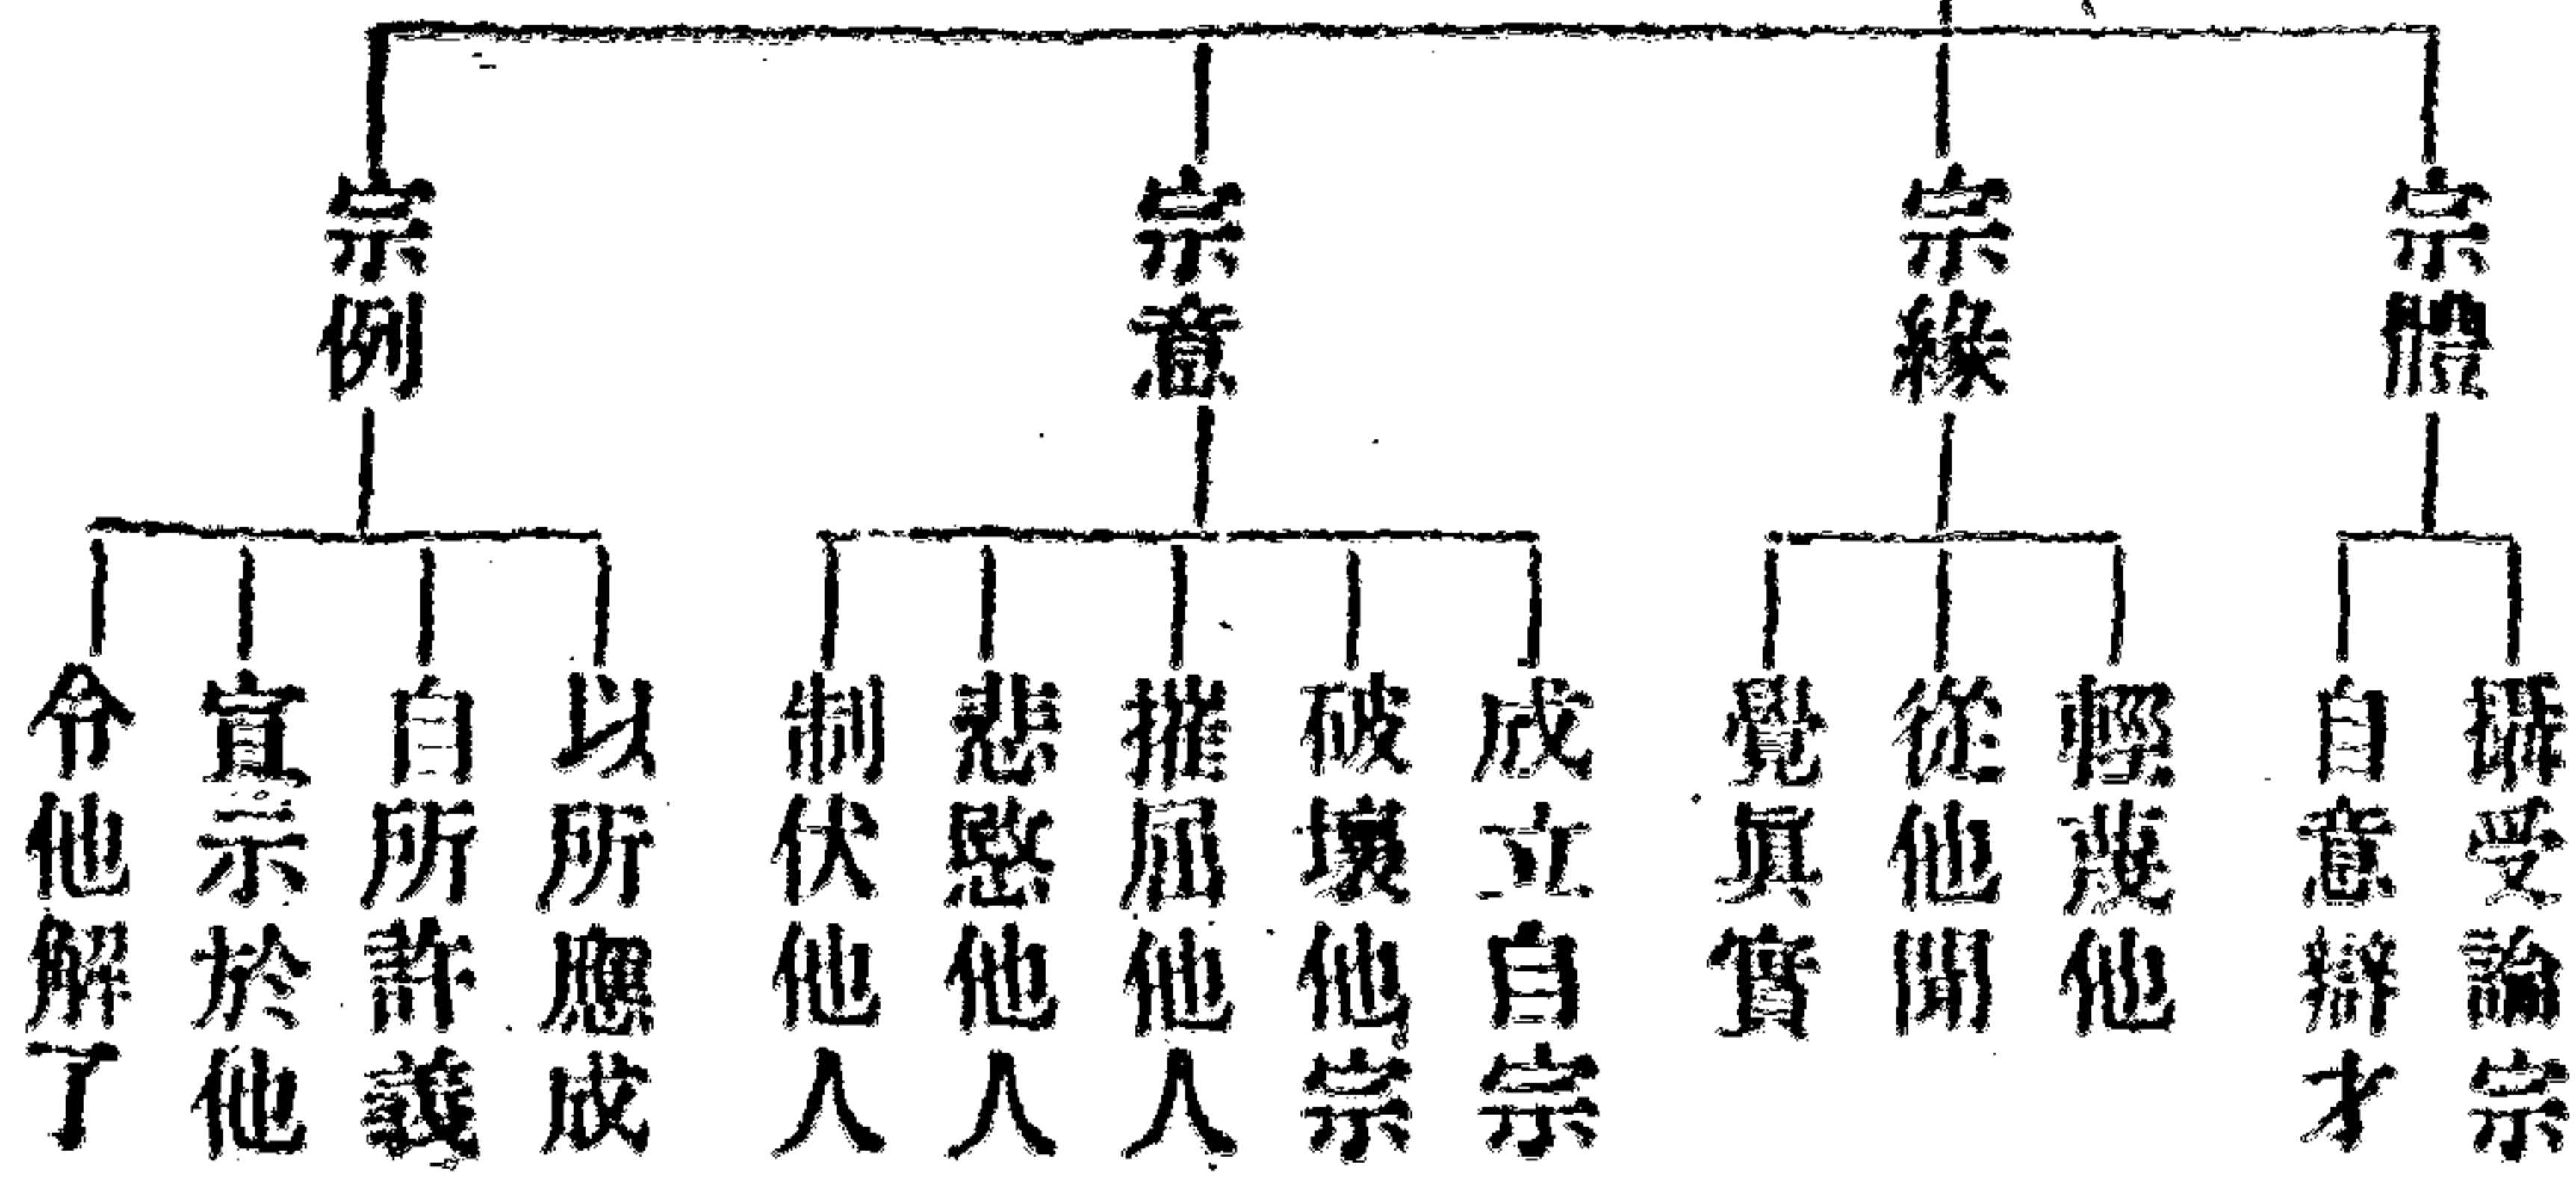 宗體
攝受論宗
自意辯才
宗緣
輕蔑他
從他聞
覺眞實
宗意
成立自宗
破壞他宗
摧屈他人
悲愍他人
制伏他人
宗例
以所應成
自所許義
宣示於他
令他解了